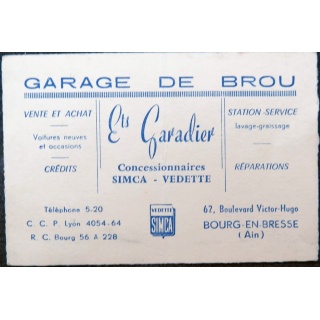 GARAGE DE BROU
VENTE ET ACHAT
Voitures neuves
et occasions
CRÉDITS
Ets Garadier
Concessionnaires
SIMCA - VEDETTE
STATION-SERVICE
lavage-graissage
RÉPARATIONS
Téléphone 5-20
C. C. P. Lyon 4054-64
R. C. Bourg 56 A 228
VEDETTE
SIMCA
62, Boulevard Victor-Hugo
BOURG-EN-BRESSE
(Ain)